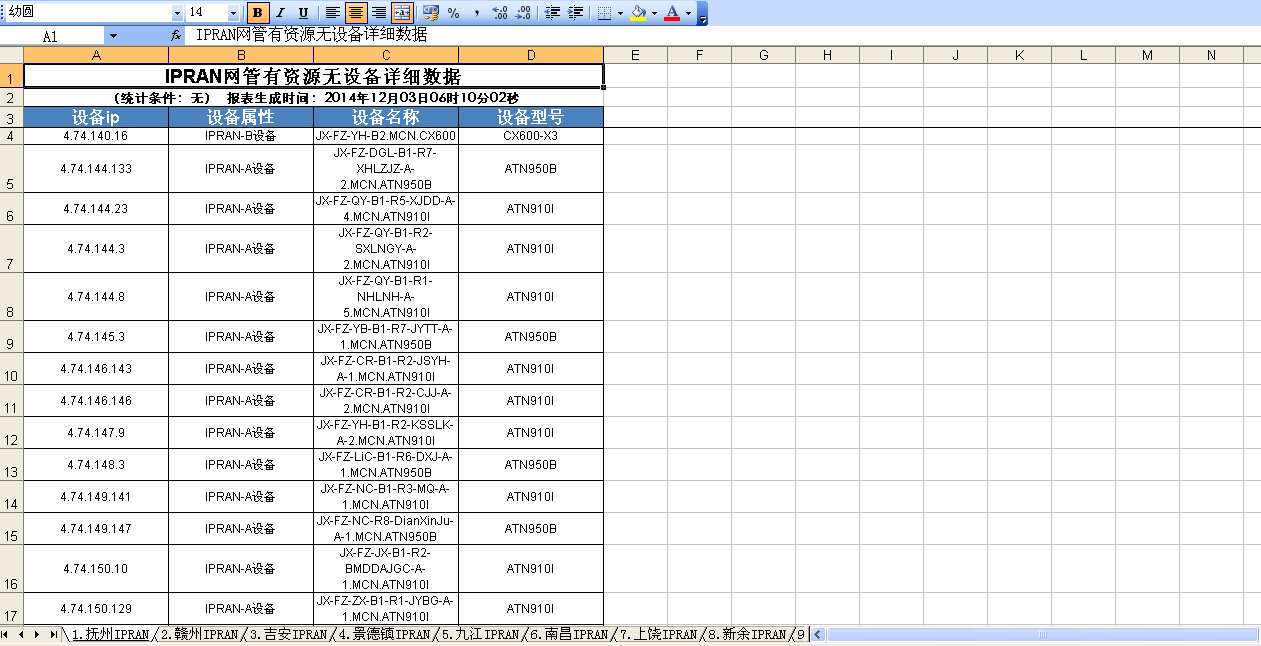 幼圆 14 B I U % ,
A1 fx IPRAN网管有资源无设备详细数据
A B C D E F G H I J K L M N
1 IPRAN网管有资源无设备详细数据
2 (统计条件：无) 报表生成时间：2014年12月03日06时10分02秒
3 设备ip 设备属性 设备名称 设备型号
4 4.74.140.16 IPRAN-B设备 JX-FZ-YH-B2.MCN.CX600 CX600-X3
JX-FZ-DGL-B1-R7-
4.74.144.133 IPRAN-A设备 XHLZJZ-A- ATN950B
5 2.MCN.ATN950B
4.74.144.23 IPRAN-A设备 JX-FZ-QY-B1-R5-XJDD-A- ATN910I
6 4.MCN.ATN910I
JX-FZ-QY-B1-R2-
4.74.144.3 IPRAN-A设备 SXLNGY-A- ATN910I
7 2.MCN.ATN910I
JX-FZ-QY-B1-R1-
4.74.144.8 IPRAN-A设备 NHLNH-A- ATN910I
8 5.MCN.ATN910I
4.74.145.3 IPRAN-A设备 JX-FZ-YB-B1-R7-JYTT-A- ATN950B
9 1.MCN.ATN950B
4.74.146.143 IPRAN-A设备 JX-FZ-CR-B1-R2-JSYH- ATN910I
10 A-1.MCN.ATN910I
4.74.146.146 IPRAN-A设备 JX-FZ-CR-B1-R2-CJJ-A- ATN910I
11 2.MCN.ATN910I
4.74.147.9 IPRAN-A设备 JX-FZ-YH-B1-R2-KSSLK- ATN910I
12 A-2.MCN.ATN910I
4.74.148.3 IPRAN-A设备 JX-FZ-LiC-B1-R6-DXJ-A- ATN950B
13 1.MCN.ATN950B
4.74.149.141 IPRAN-A设备 JX-FZ-NC-B1-R3-MQ-A- ATN910I
14 1.MCN.ATN910I
4.74.149.147 IPRAN-A设备 JX-FZ-NC-R8-DianXinJu- ATN950B
15 A-1.MCN.ATN950B
JX-FZ-JX-B1-R2-
4.74.150.10 IPRAN-A设备 BMDDAJGC-A- ATN910I
16 1.MCN.ATN910I
4.74.150.129 IPRAN-A设备 JX-FZ-ZX-B1-R1-JYBG-A- ATN910I
17 1.MCN.ATN910I
1.抚州IPRAN 2.赣州IPRAN 3.吉安IPRAN 4.景德镇IPRAN 5.九江IPRAN 6.南昌IPRAN 7.上饶IPRAN 8.新余IPRAN 9